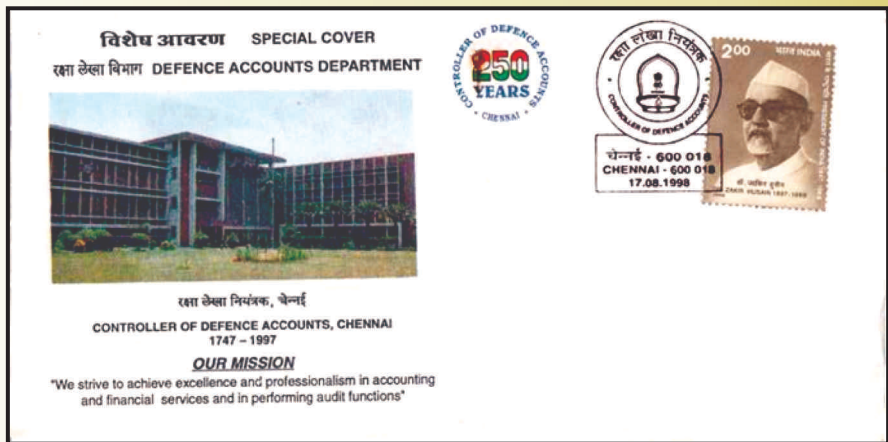 विशेष आवरण SPECIAL COVER
रक्षा लेखा विभाग DEFENCE ACCOUNTS DEPARTMENT
रक्षा लेखा नियंत्रक, चेन्नई
CONTROLLER OF DEFENCE ACCOUNTS, CHENNAI
1747 – 1997
OUR MISSION
"We strive to achieve excellence and professionalism in accounting
and financial services and in performing audit functions"
CONTROLLER OF DEFENCE ACCOUNTS
250
YEARS
• CHENNAI •
• रक्षा लेखा नियंत्रक •
CONTROLLER OF DEFENCE ACCOUNTS
चेन्नई - 600 018
CHENNAI - 600 018
17.08.1998
2.00 भारत INDIA
PRESIDENT OF INDIA
ZAKIR HUSAIN 1897-1969